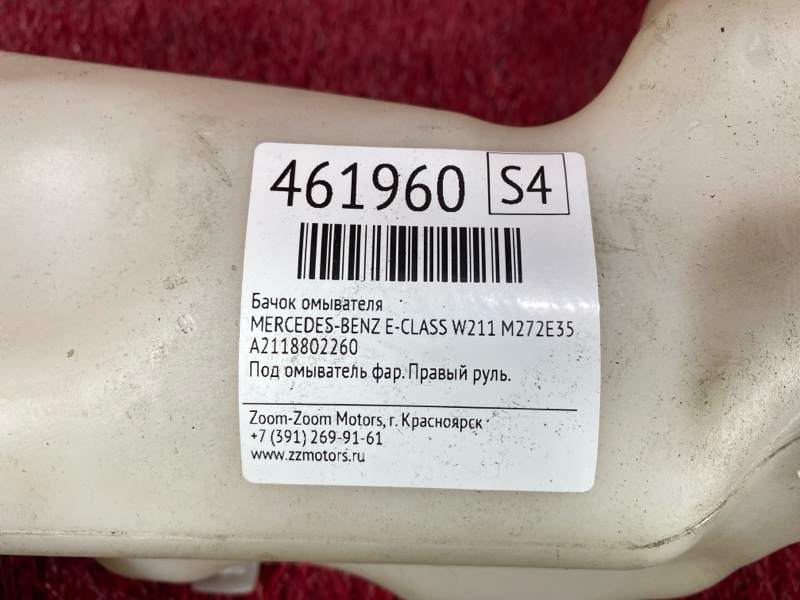 461960 S4
Бачок омывателя
MERCEDES-BENZ E-CLASS W211 M272E35
A2118802260
Под омыватель фар. Правый руль.
Zoom-Zoom Motors, г. Красноярск
+7 (391) 269-91-61
www.zzmotors.ru